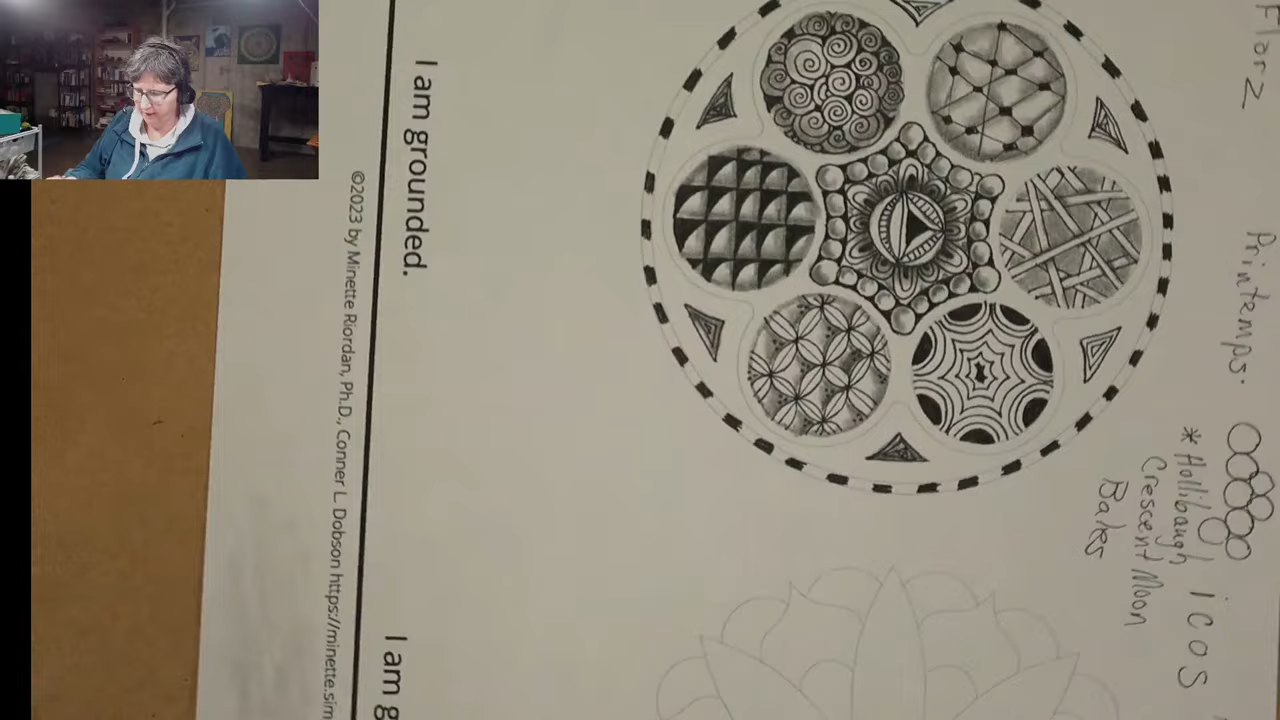 Florz
Printemps.
* Hollibaugh
Crescent Moon
Bales
icos
I am grounded.
I am g
©2023 by Minette Riordan, Ph.D., Conner L. Dobson https://minette.sim